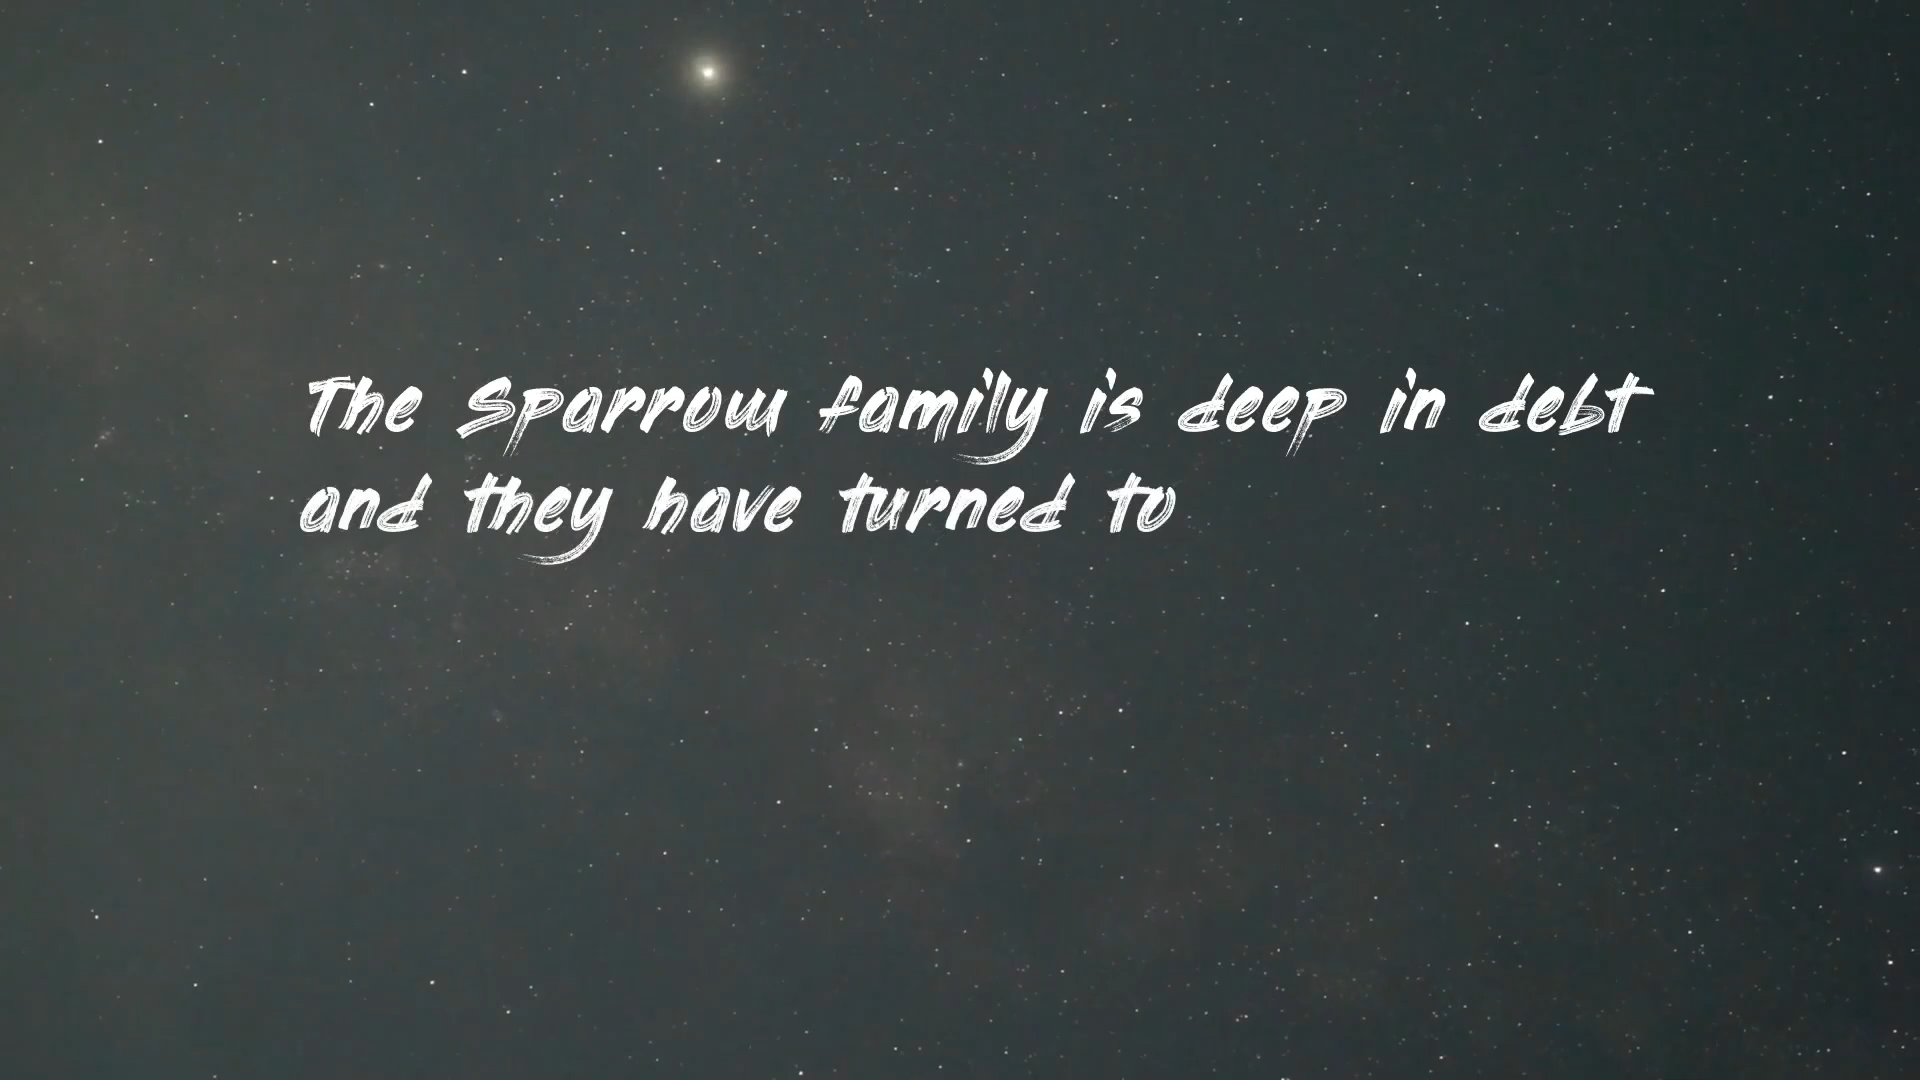 The Sparrow family is deep in debt
and they have turned to